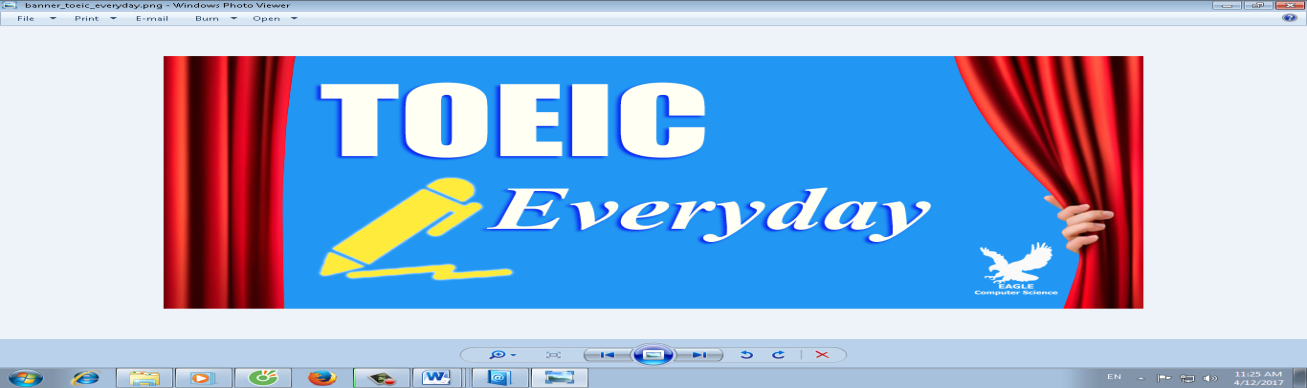 banner_toeic_everyday.png - Windows Photo Viewer
File Print E-mail Burn Open
TOEIC
Everyday
EAGLE
Computer Science
EN
11:25 AM
4/12/2017